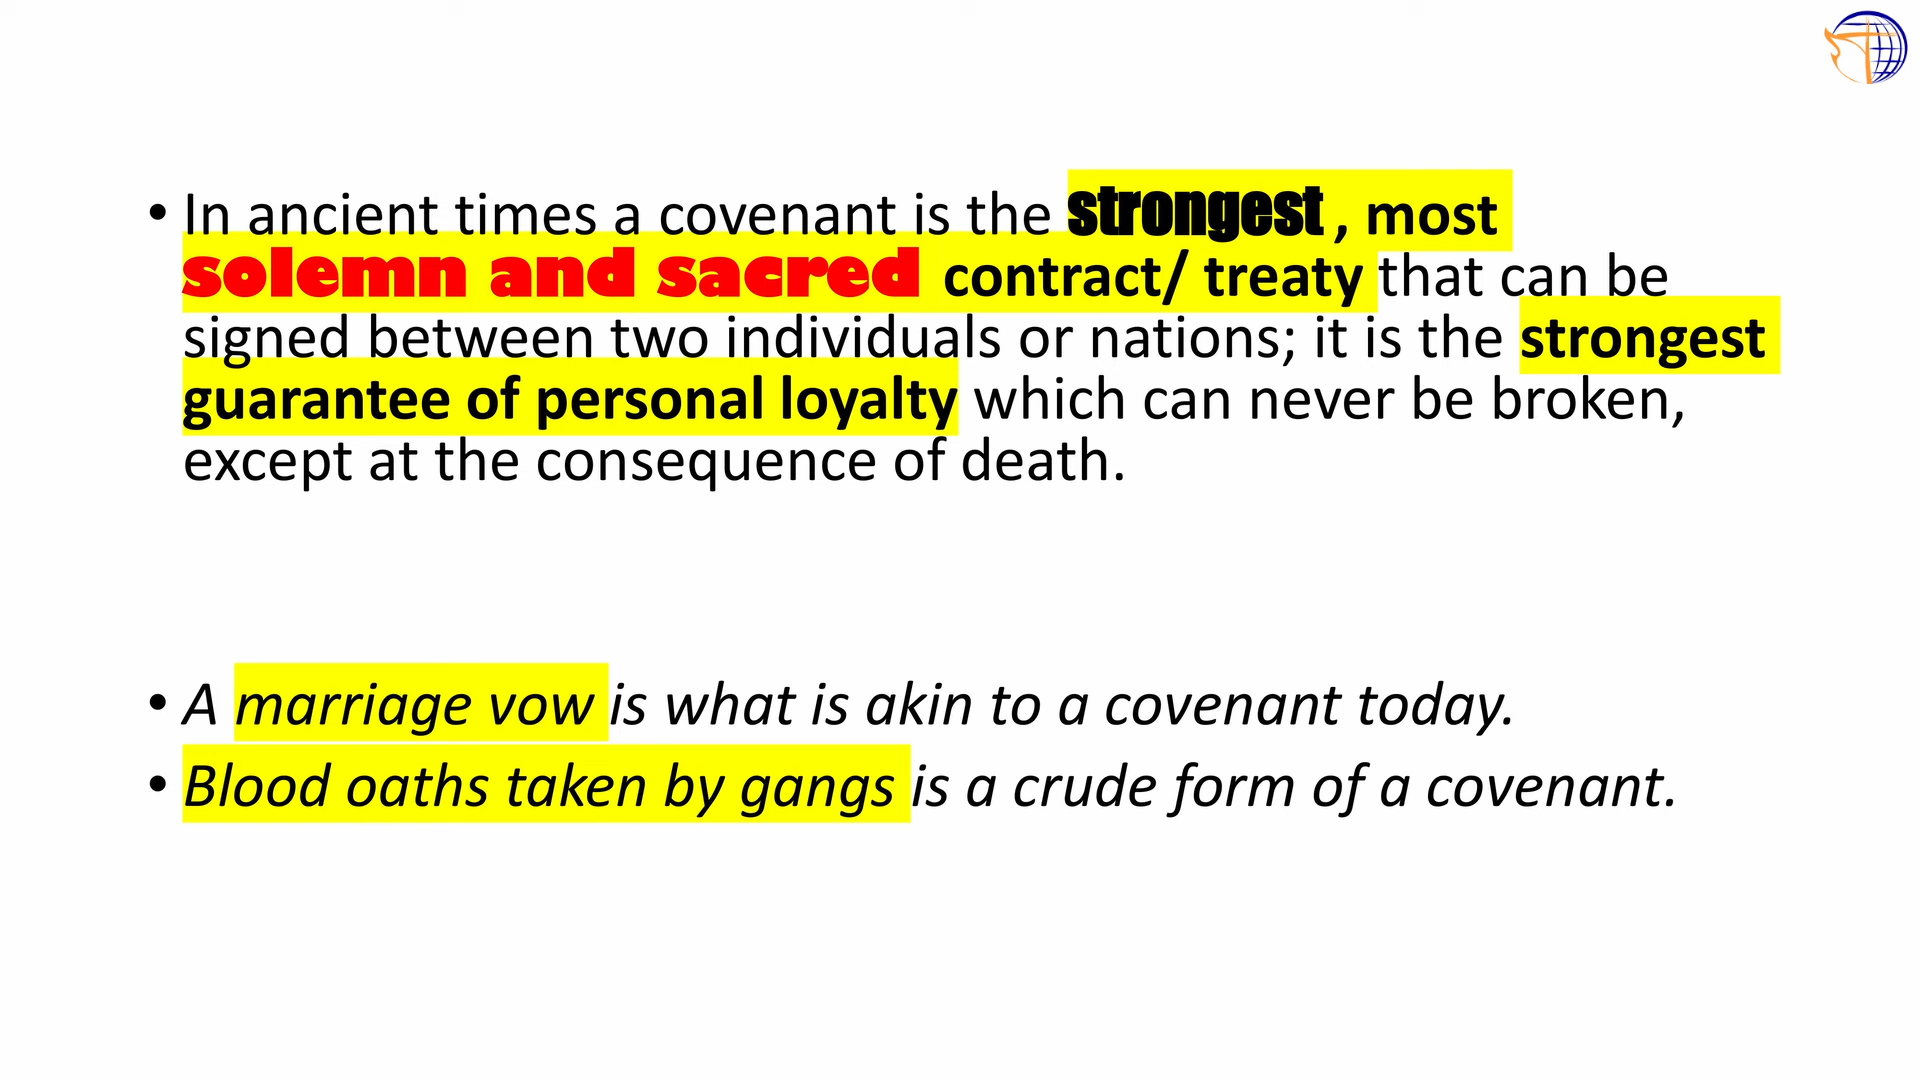 • In ancient times a covenant is the strongest , most
solemn and sacred contract/ treaty that can be
signed between two individuals or nations; it is the strongest
guarantee of personal loyalty which can never be broken,
except at the consequence of death.
• A marriage vow is what is akin to a covenant today.
• Blood oaths taken by gangs is a crude form of a covenant.